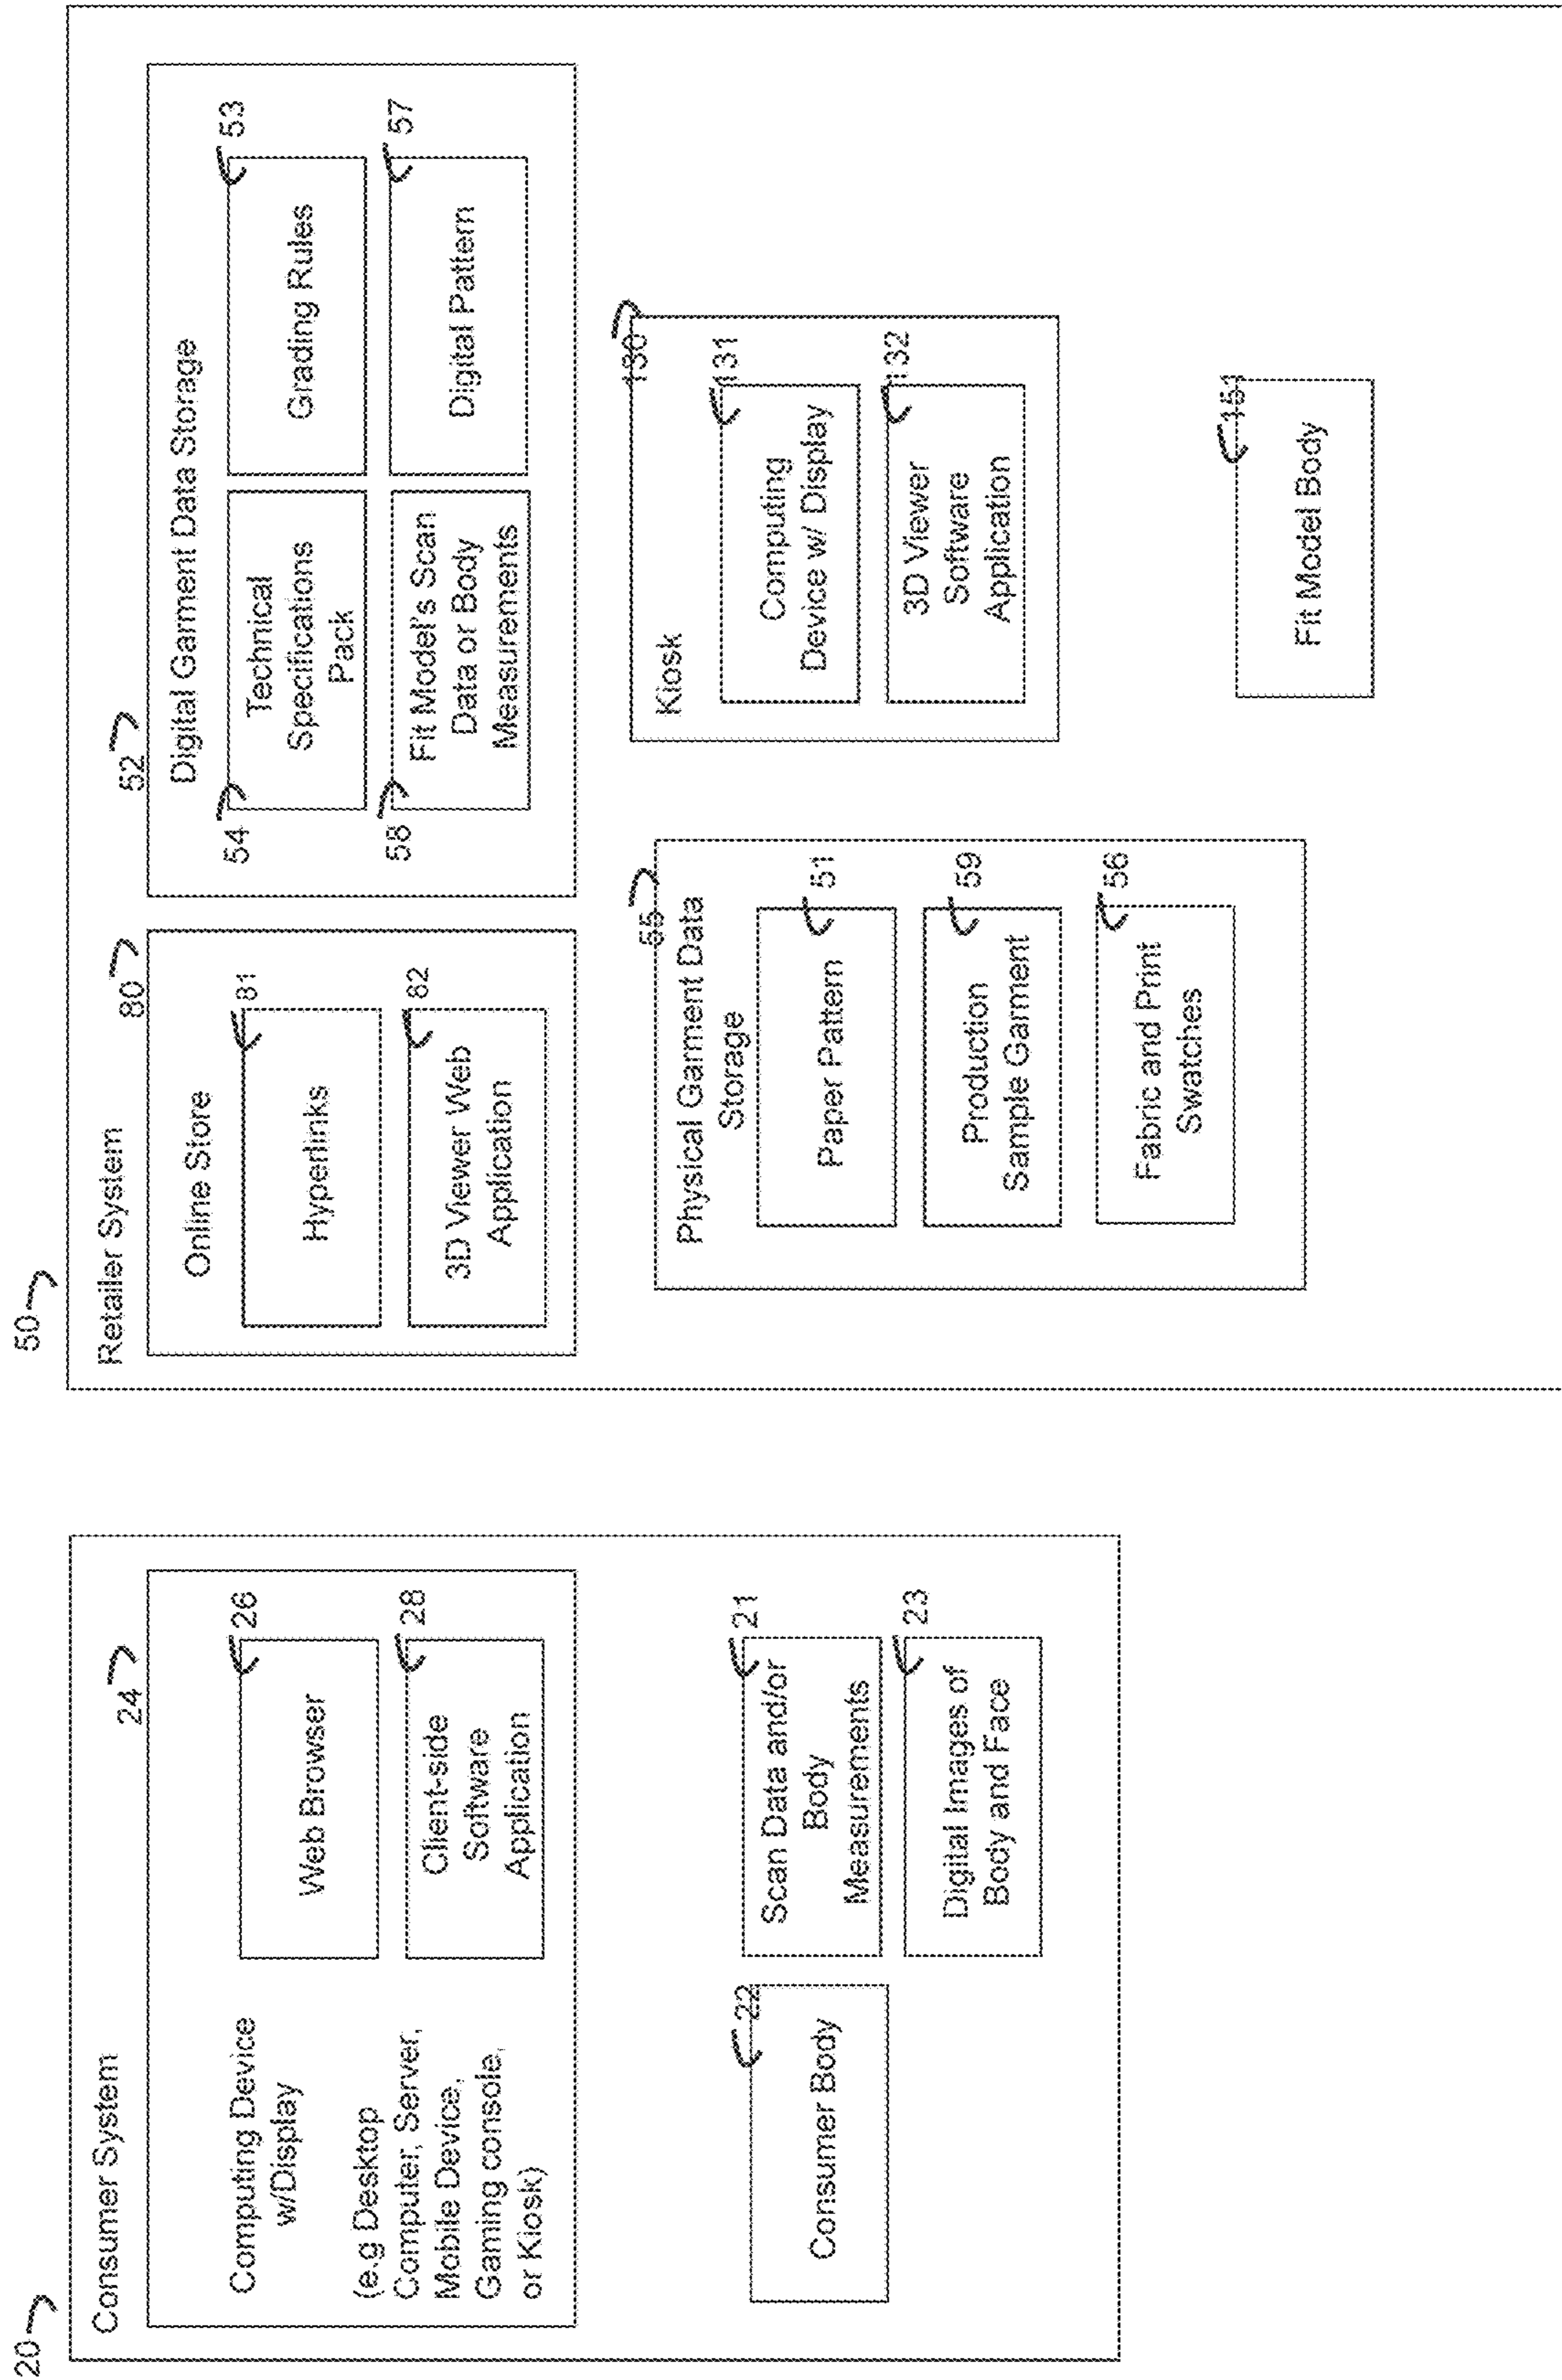 20
Consumer System
24
Computing Device
w/Display
(e.g Desktop
Computer, Server,
Mobile Device,
Gaming console,
or Kiosk)
26
Web Browser
28
Client-side
Software
Application
22
Consumer Body
21
Scan Data and/or
Body
Measurements
23
Digital Images of
Body and Face
50
Retailer System
80
Online Store
81
Hyperlinks
82
3D Viewer Web
Application
52
Digital Garment Data Storage
54
Technical
Specifications
Pack
53
Grading Rules
58
Fit Model's Scan
Data or Body
Measurements
57
Digital Pattern
55
Physical Garment Data
Storage
51
Paper Pattern
59
Production
Sample Garment
56
Fabric and Print
Swatches
130
Kiosk
131
Computing
Device w/ Display
132
3D Viewer
Software
Application
151
Fit Model Body